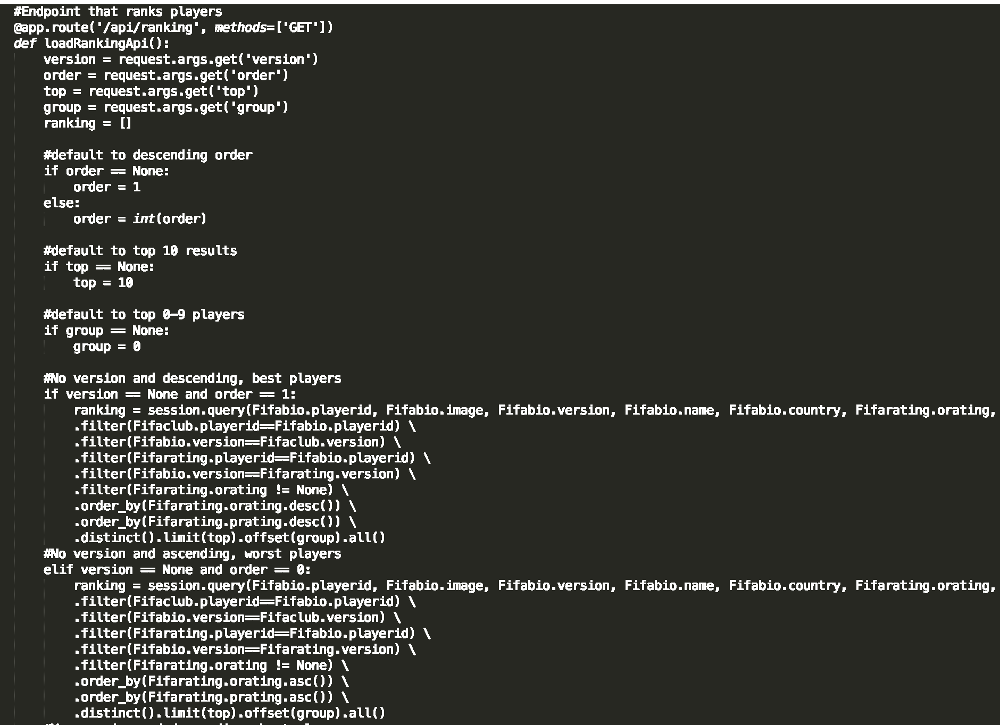 #Endpoint that ranks players
@app.route('/api/ranking', methods=['GET'])
def loadRankingApi():
    version = request.args.get('version')
    order = request.args.get('order')
    top = request.args.get('top')
    group = request.args.get('group')
    ranking = []

    #default to descending order
    if order == None:
        order = 1
    else:
        order = int(order)

    #default to top 10 results
    if top == None:
        top = 10

    #default to top 0-9 players
    if group == None:
        group = 0

    #No version and descending, best players
    if version == None and order == 1:
        ranking = session.query(Fifabio.playerid, Fifabio.image, Fifabio.version, Fifabio.name, Fifabio.country, Fifarating.orating,
        .filter(Fifaclub.playerid==Fifabio.playerid) \
        .filter(Fifabio.version==Fifaclub.version) \
        .filter(Fifarating.playerid==Fifabio.playerid) \
        .filter(Fifabio.version==Fifarating.version) \
        .filter(Fifarating.orating != None) \
        .order_by(Fifarating.orating.desc()) \
        .order_by(Fifarating.prating.desc()) \
        .distinct().limit(top).offset(group).all()
    #No version and ascending, worst players
    elif version == None and order == 0:
        ranking = session.query(Fifabio.playerid, Fifabio.image, Fifabio.version, Fifabio.name, Fifabio.country, Fifarating.orating,
        .filter(Fifaclub.playerid==Fifabio.playerid) \
        .filter(Fifabio.version==Fifaclub.version) \
        .filter(Fifarating.playerid==Fifabio.playerid) \
        .filter(Fifabio.version==Fifarating.version) \
        .filter(Fifarating.orating != None) \
        .order_by(Fifarating.orating.asc()) \
        .order_by(Fifarating.prating.asc()) \
        .distinct().limit(top).offset(group).all()